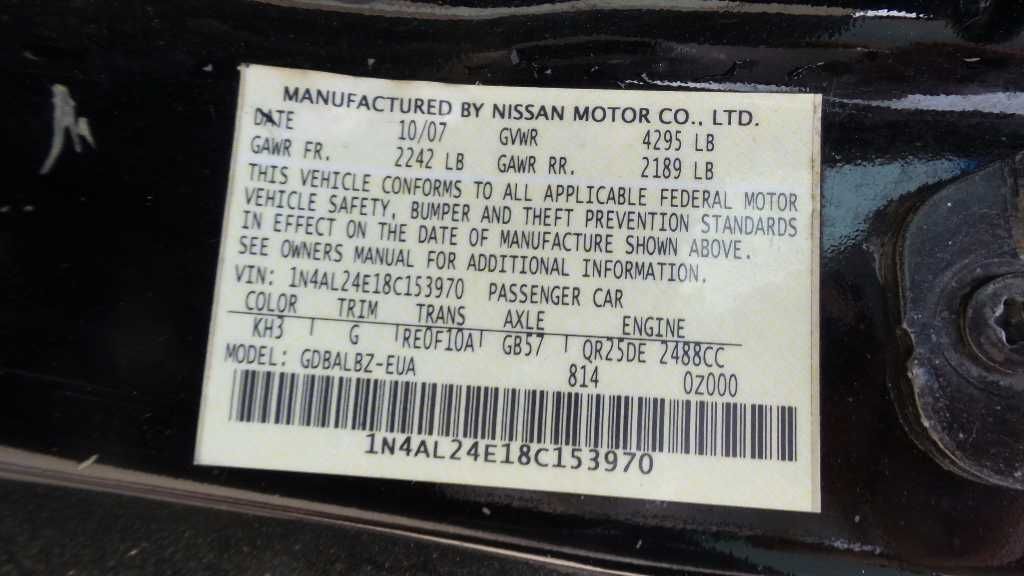 MANUFACTURED BY NISSAN MOTOR CO., LTD.
DATE 10/07 GVWR 4295 LB
GAWR FR. 2242 LB GAWR RR. 2189 LB
THIS VEHICLE CONFORMS TO ALL APPLICABLE FEDERAL MOTOR
VEHICLE SAFETY, BUMPER AND THEFT PREVENTION STANDARDS
IN EFFECT ON THE DATE OF MANUFACTURE SHOWN ABOVE.
SEE OWNERS MANUAL FOR ADDITIONAL INFORMATION.
VIN: 1N4AL24E18C153970 PASSENGER CAR
COLOR TRIM TRANS AXLE ENGINE
KH3 G RE0F10A GB57 QR25DE 2488CC
MODEL: GDBALBZ-EUA 814 0Z000
1N4AL24E18C153970